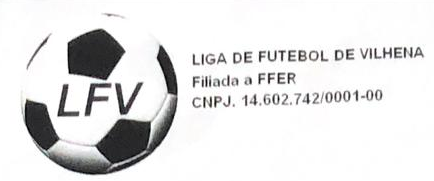 LFV
LIGA DE FUTEBOL DE VILHENA
Filiada a FFER
CNPJ. 14.602.742/0001-00